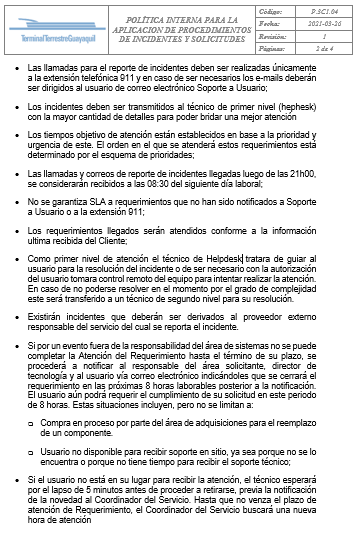 TerminalTerrestreGuayaquil
POLÍTICA INTERNA PARA LA
APLICACION DE PROCEDIMIENTOS
DE INCIDENTES Y SOLICITUDES
Código: P.SC1.04
Fecha: 2021-03-26
Revisión: 1
Páginas: 2 de 4
• Las llamadas para el reporte de incidentes deben ser realizadas únicamente
a la extensión telefónica 911 y en caso de ser necesarios los e-mails deberán
ser dirigidos al usuario de correo electrónico Soporte a Usuario;
• Los incidentes deben ser transmitidos al técnico de primer nivel (hephesk)
con la mayor cantidad de detalles para poder bridar una mejor atención
• Los tiempos objetivo de atención están establecidos en base a la prioridad y
urgencia de este. El orden en el que se atenderá estos requerimientos está
determinado por el esquema de prioridades;
• Las llamadas y correos de reporte de incidentes llegadas luego de las 21h00,
se considerarán recibidos a las 08:30 del siguiente día laboral;
• No se garantiza SLA a requerimientos que no han sido notificados a Soporte
a Usuario o a la extensión 911;
• Los requerimientos llegados serán atendidos conforme a la información
ultima recibida del Cliente;
• Como primer nivel de atención el técnico de Helpdesk tratara de guiar al
usuario para la resolución del incidente o de ser necesario con la autorización
del usuario tomara control remoto del equipo para intentar realizar la atención.
En caso de no poderse resolver en el momento por el grado de complejidad
este será transferido a un técnico de segundo nivel para su resolución.
• Existirán incidentes que deberán ser derivados al proveedor externo
responsable del servicio del cual se reporta el incidente.
• Si por un evento fuera de la responsabilidad del área de sistemas no se puede
completar la Atención del Requerimiento hasta el término de su plazo, se
procederá a notificar al responsable del área solicitante, director de
tecnología y al usuario vía correo electrónico indicándoles que se cerrará el
requerimiento en las próximas 8 horas laborables posterior a la notificación.
El usuario aún podrá requerir el cumplimiento de su solicitud en este periodo
de 8 horas. Estas situaciones incluyen, pero no se limitan a:
▫ Compra en proceso por parte del área de adquisiciones para el reemplazo
de un componente.
▫ Usuario no disponible para recibir soporte en sitio, ya sea porque no se lo
encuentra o porque no tiene tiempo para recibir el soporte técnico;
• Si el usuario no está en su lugar para recibir la atención, el técnico esperará
por el lapso de 5 minutos antes de proceder a retirarse, previa la notificación
de la novedad al Coordinador del Servicio. Hasta que no venza el plazo de
atención de Requerimiento, el Coordinador del Servicio buscará una nueva
hora de atención